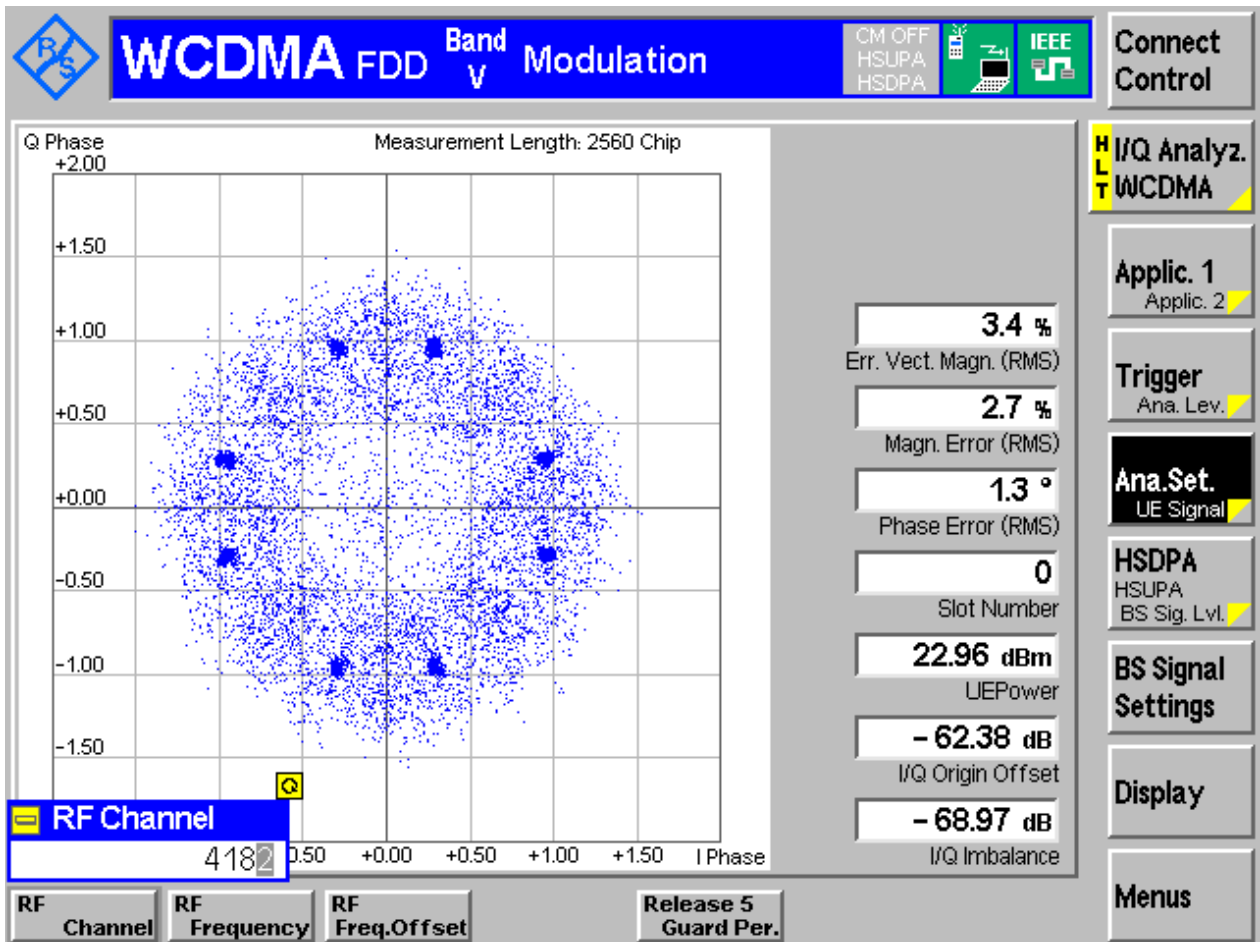 R&S
WCDMA FDD Band V Modulation
CM OFF
HSUPA
HSDPA
IEEE
Connect
Control
Q Phase
Measurement Length: 2560 Chip
+2.00
+1.50
+1.00
+0.50
+0.00
-0.50
-1.00
-1.50
Q
RF Channel
4182
0.50 +0.00 +0.50 +1.00 +1.50 I Phase
3.4 %
Err. Vect. Magn. (RMS)
2.7 %
Magn. Error (RMS)
1.3 °
Phase Error (RMS)
0
Slot Number
22.96 dBm
UEPower
- 62.38 dB
I/Q Origin Offset
- 68.97 dB
I/Q Imbalance
HLT
I/Q Analyz.
WCDMA
Applic. 1
Applic. 2
Trigger
Ana. Lev.
Ana.Set.
UE Signal
HSDPA
HSUPA
BS Sig. Lvl.
BS Signal
Settings
Display
Menus
RF
Channel
RF
Frequency
RF
Freq.Offset
Release 5
Guard Per.